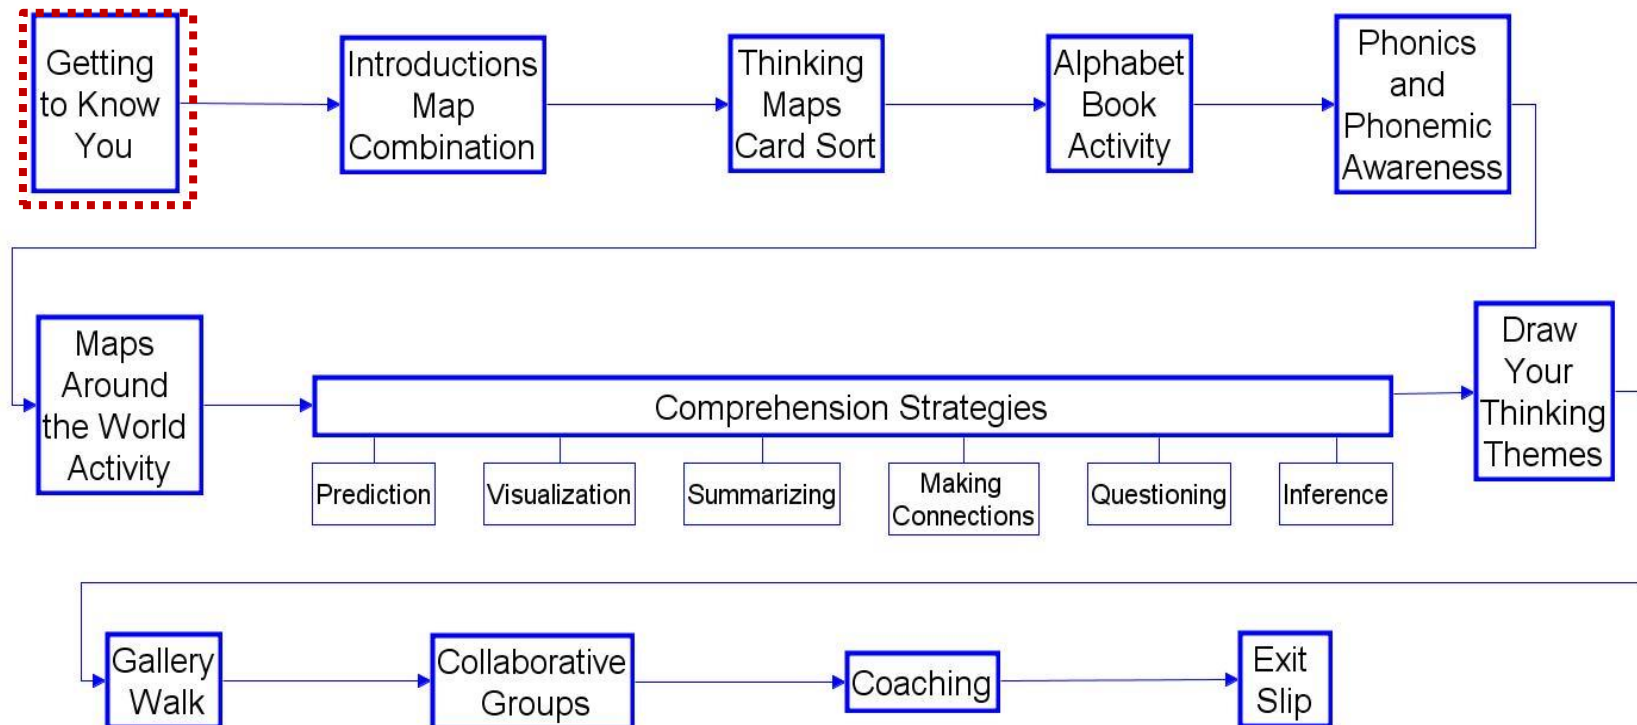 Getting
to Know
You
Introductions
Map
Combination
Thinking
Maps
Card Sort
Alphabet
Book
Activity
Phonics
and
Phonemic
Awareness
Maps
Around
the World
Activity
Comprehension Strategies
Prediction
Visualization
Summarizing
Making
Connections
Questioning
Inference
Draw
Your
Thinking
Themes
Gallery
Walk
Collaborative
Groups
Coaching
Exit
Slip